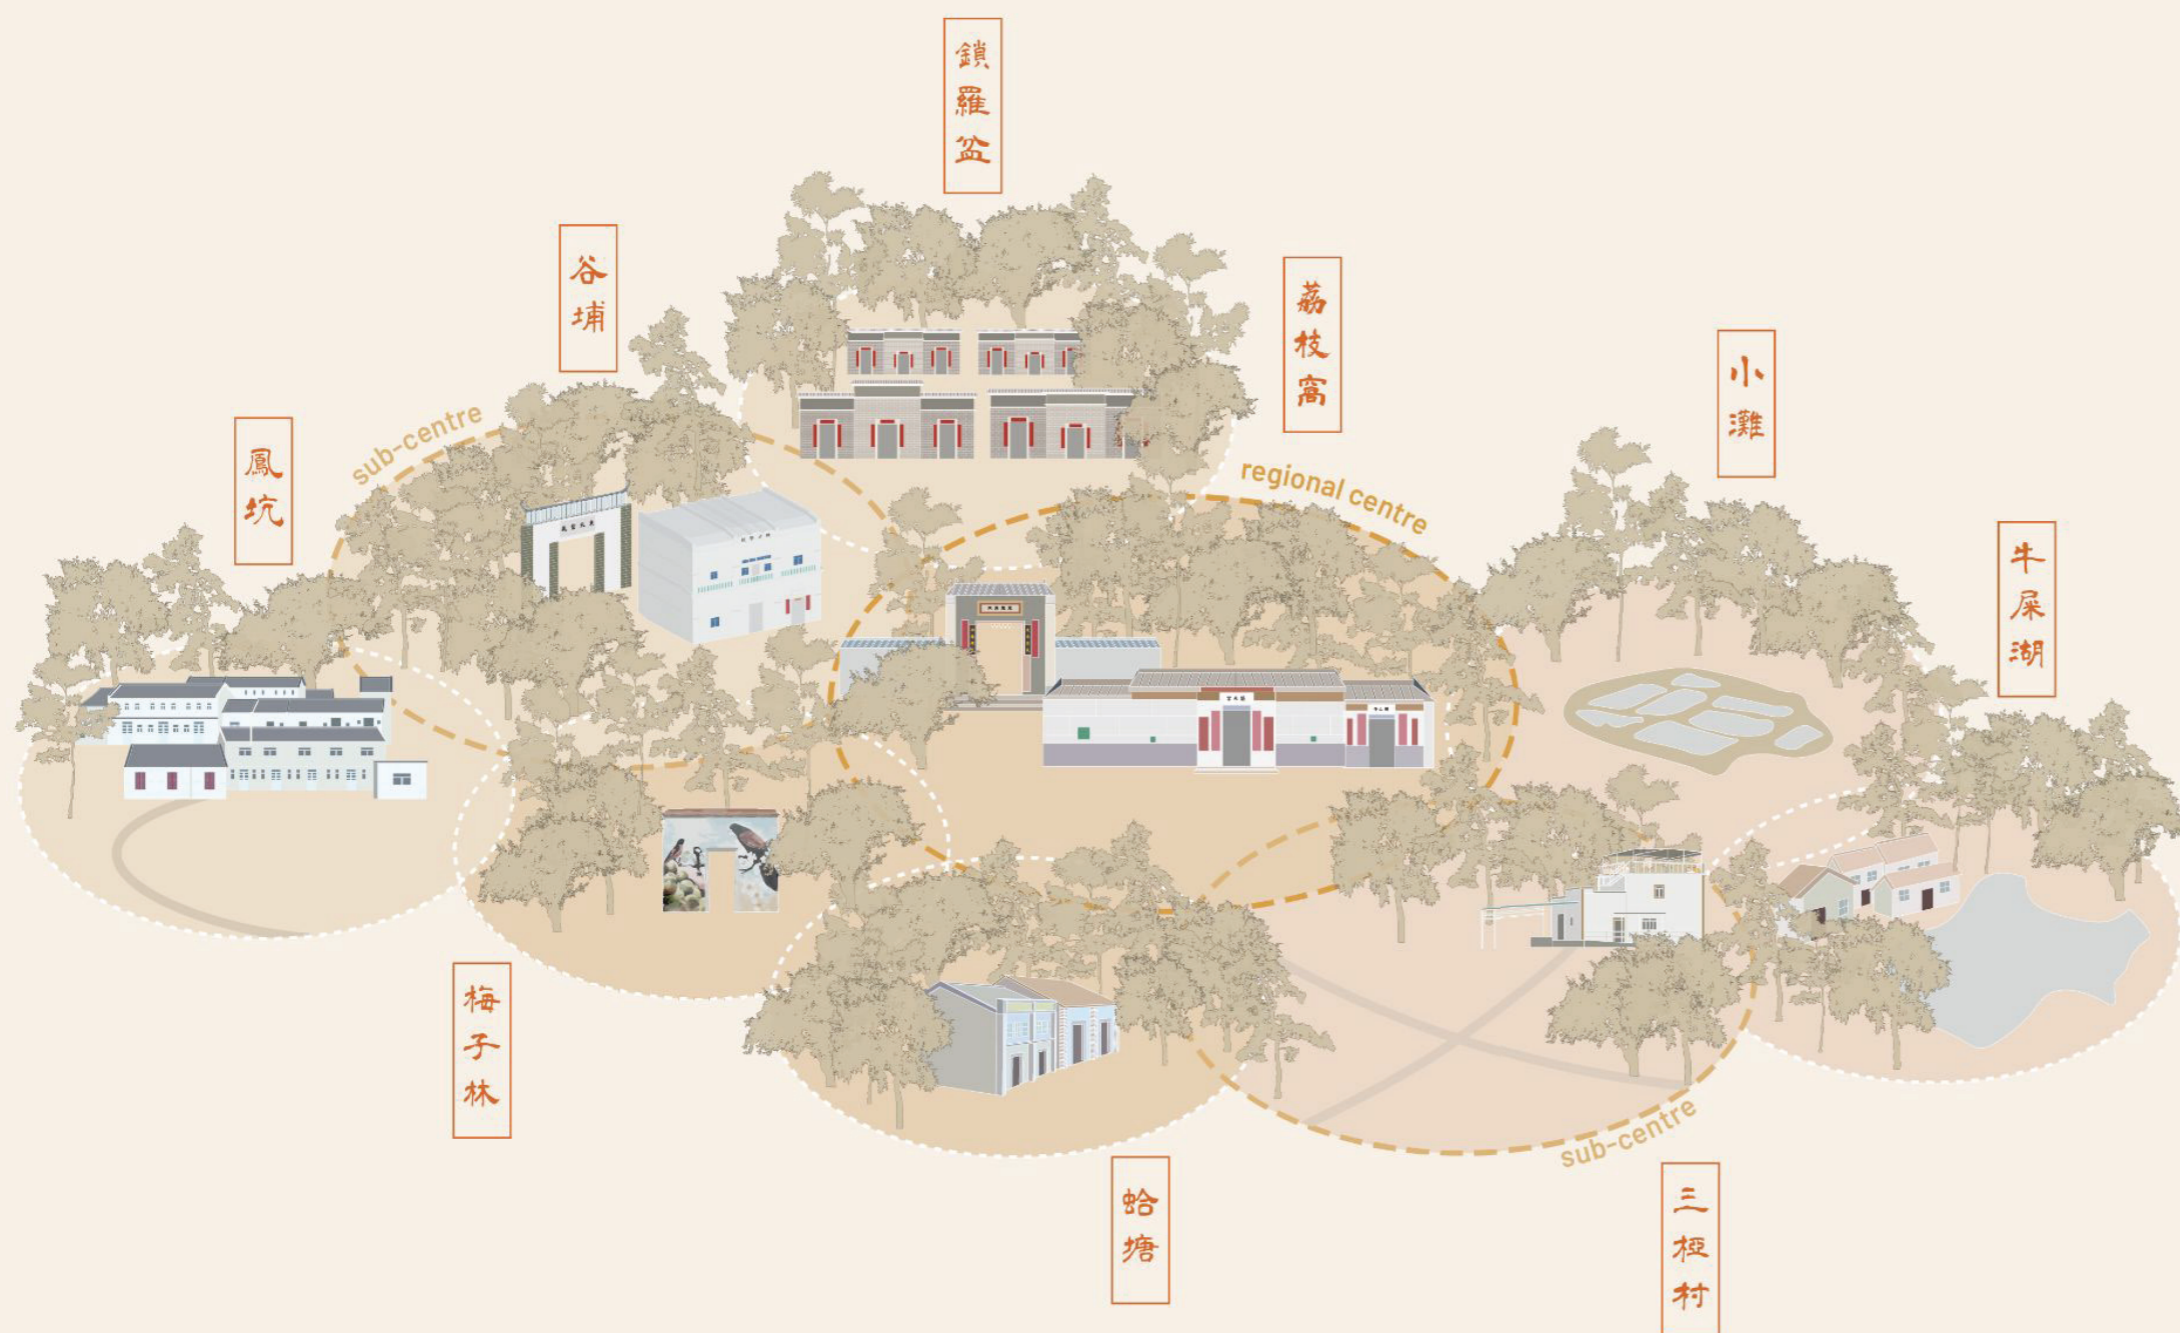 鎖羅盆
谷埔
荔枝窩
小灘
鳳坑
sub-centre
regional centre
牛屎湖
梅子林
蛤塘
sub-centre
三椏村